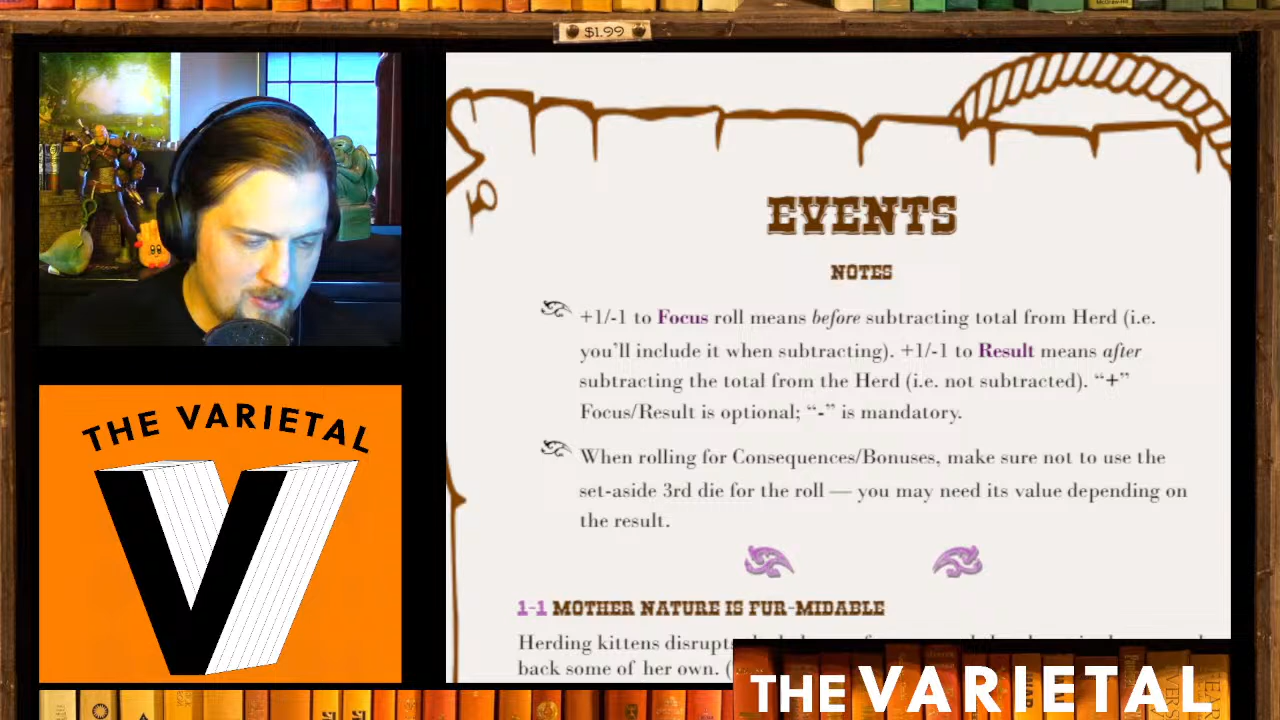 $1.99
THE VARIETAL
V
EVENTS
NOTES
+1/-1 to Focus roll means before subtracting total from Herd (i.e.
you’ll include it when subtracting). +1/-1 to Result means after
subtracting the total from the Herd (i.e. not subtracted). “+”
Focus/Result is optional; “-” is mandatory.
When rolling for Consequences/Bonuses, make sure not to use the
set-aside 3rd die for the roll — you may need its value depending on
the result.
1-1 MOTHER NATURE IS FUR-MIDABLE
Herding kittens disrupts
back some of her own. (
THE VARIETAL